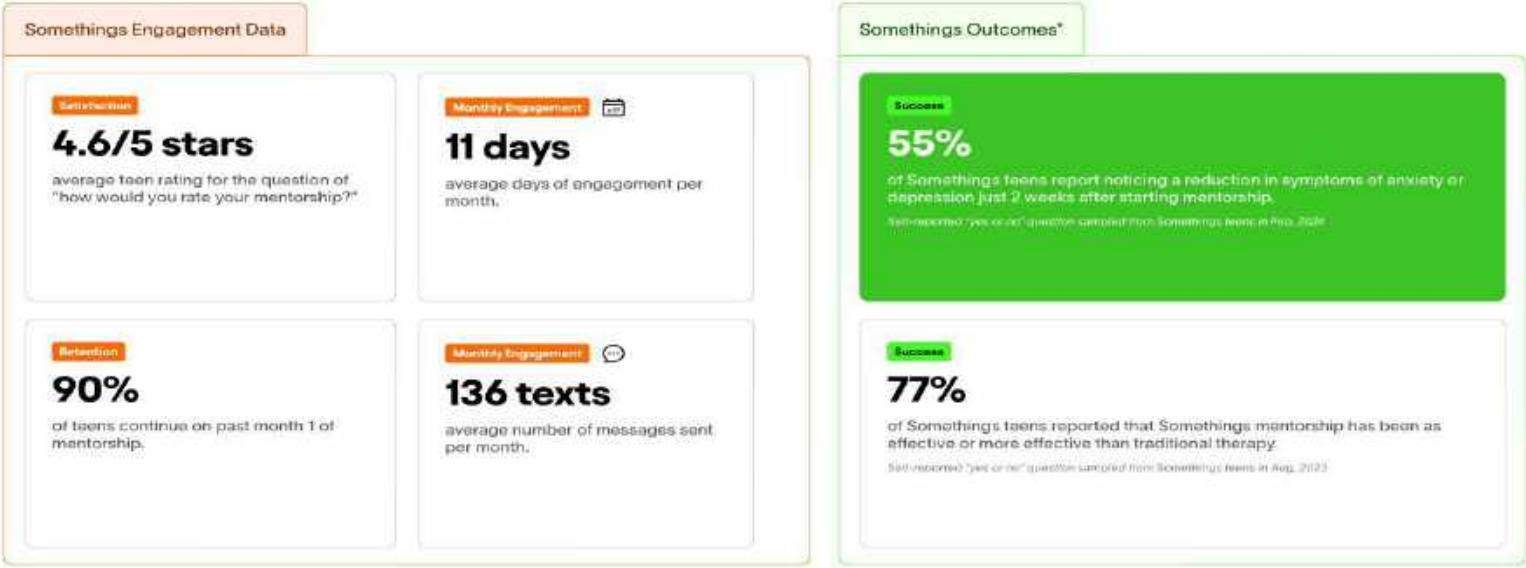 Somethings Engagement Data
Satisfaction
4.6/5 stars
average teen rating for the question of
"how would you rate your mentorship?"
Monthly Engagement
11 days
average days of engagement per
month.
Retention
90%
of teens continue on past month 1 of
mentorship.
Monthly Engagement
136 texts
average number of messages sent
per month.
Somethings Outcomes*
Success
55%
of Somethings teens report noticing a reduction in symptoms of anxiety or
depression just 2 weeks after starting mentorship.
Self-reported "yes or no" question sampled from Somethings teens in Feb, 2024
Success
77%
of Somethings teens reported that Somethings mentorship has been as
effective or more effective than traditional therapy.
Self-reported "yes or no" question sampled from Somethings teens in Aug, 2023